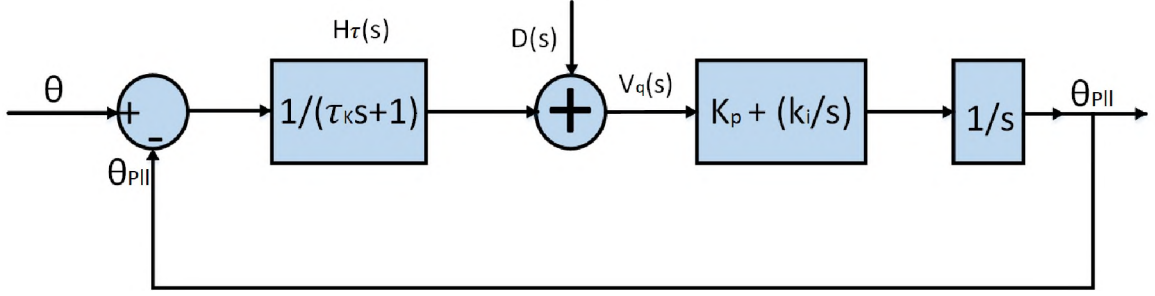 Hτ(s)
D(s)
θ
+
-
1/(τₖs+1)
+
Vq(s)
Kp + (ki/s)
1/s
θPll
θPll